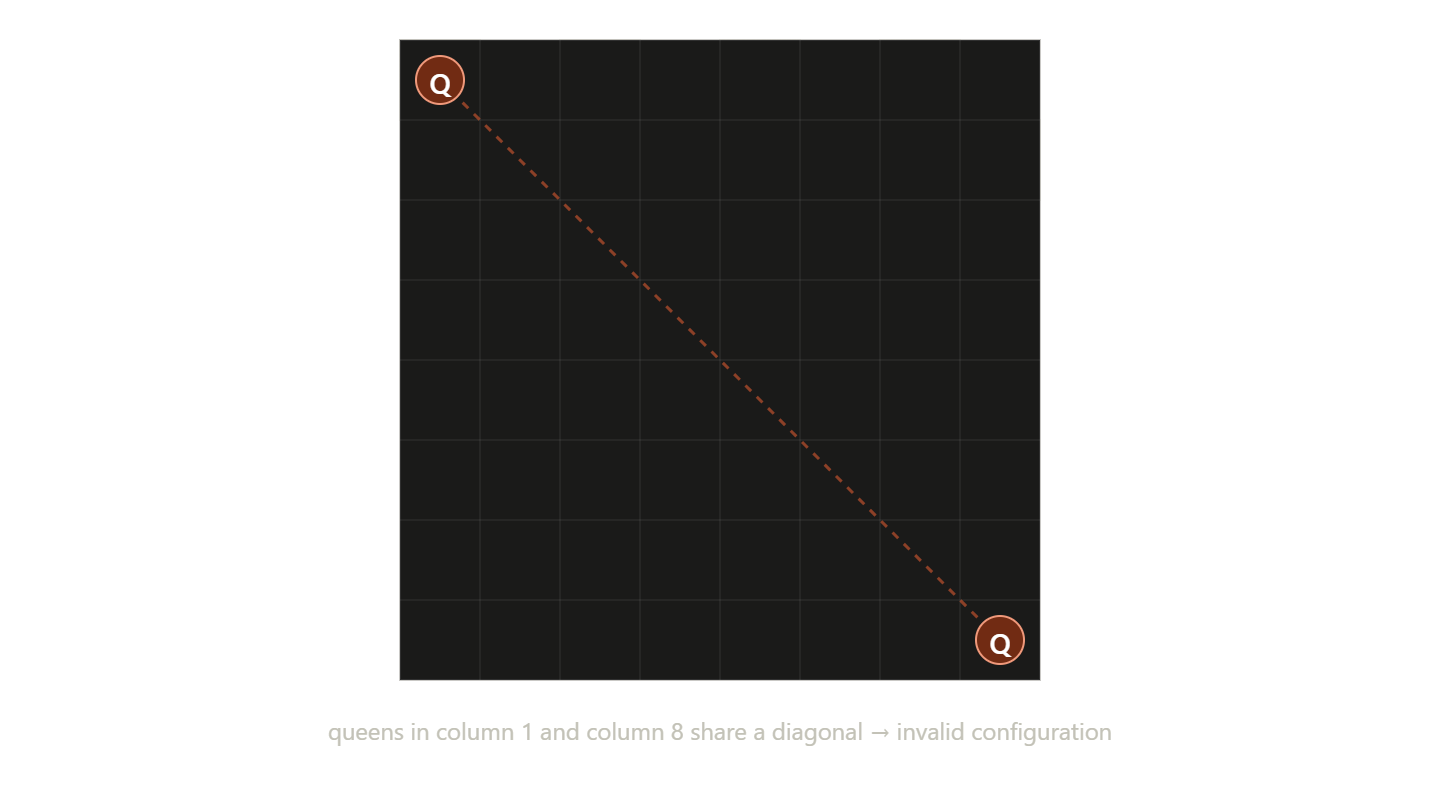 Q
Q
queens in column 1 and column 8 share a diagonal → invalid configuration